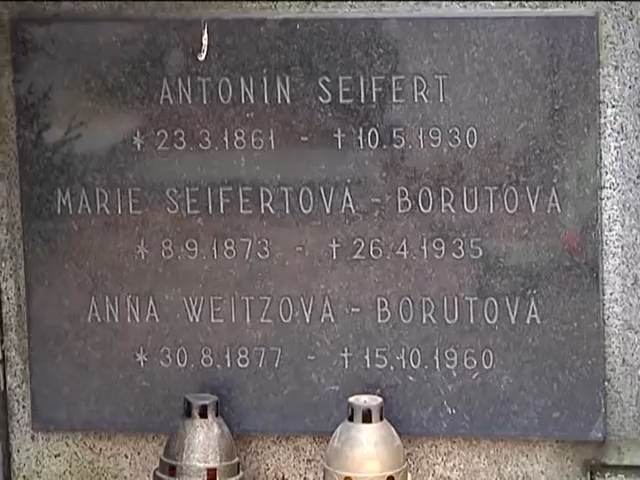 ANTONÍN SEIFERT
* 23.3.1861 - † 10.5.1930
MARIE SEIFERTOVÁ - BORUTOVÁ
* 8.9.1873 - † 26.4.1935
ANNA WEITZOVÁ - BORUTOVÁ
* 30.8.1877 - † 15.10.1960